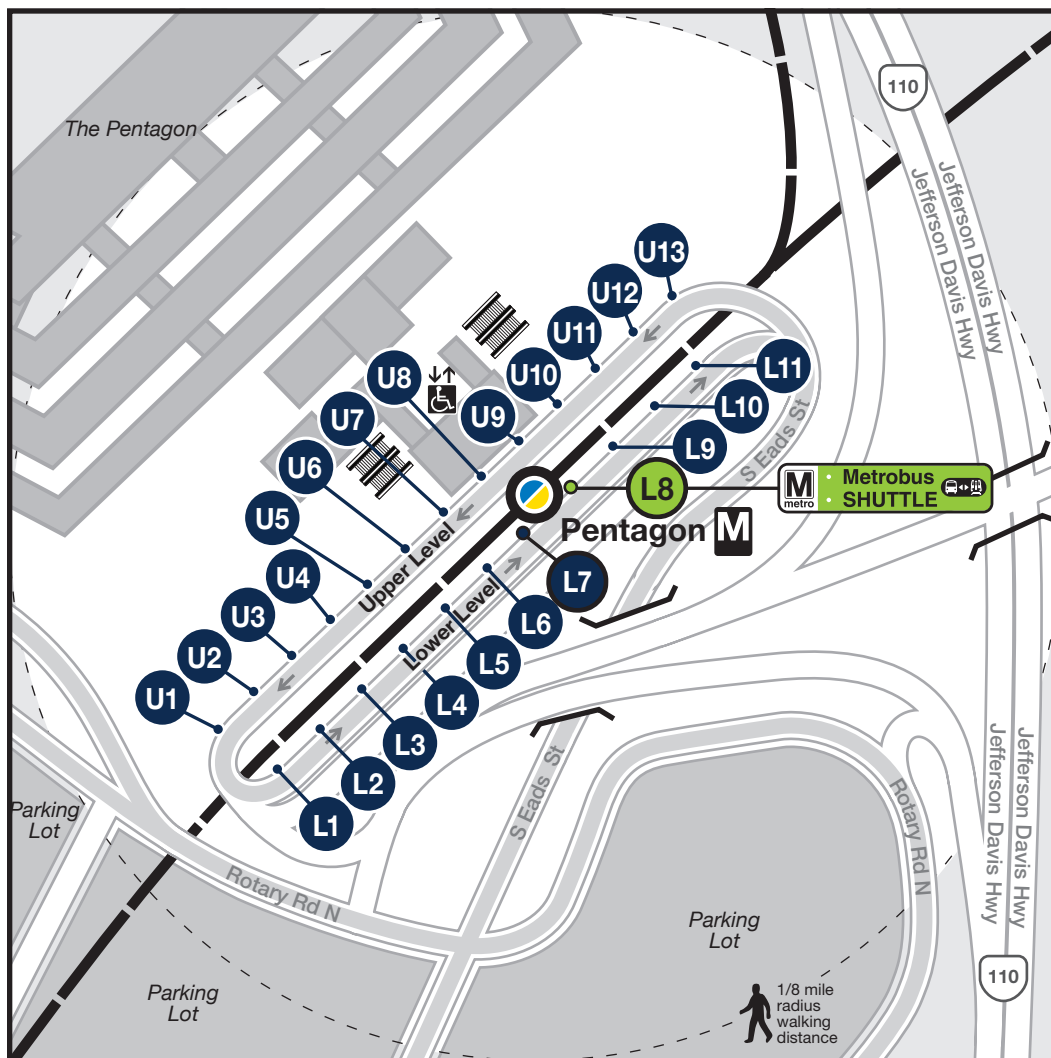 110
The Pentagon
Jefferson Davis Hwy
Jefferson Davis Hwy
U13
U12
U11
U10
U9
U8
U7
U6
U5
U4
U3
U2
U1
L11
L10
L9
L8
L7
L6
L5
L4
L3
L2
L1
S Eads St
M
metro
Metrobus
SHUTTLE
Pentagon M
Upper Level
Lower Level
S Eads St
Rotary Rd N
Rotary Rd N
Jefferson Davis Hwy
Jefferson Davis Hwy
Parking
Lot
Parking
Lot
Parking
Lot
110
1/8 mile
radius
walking
distance